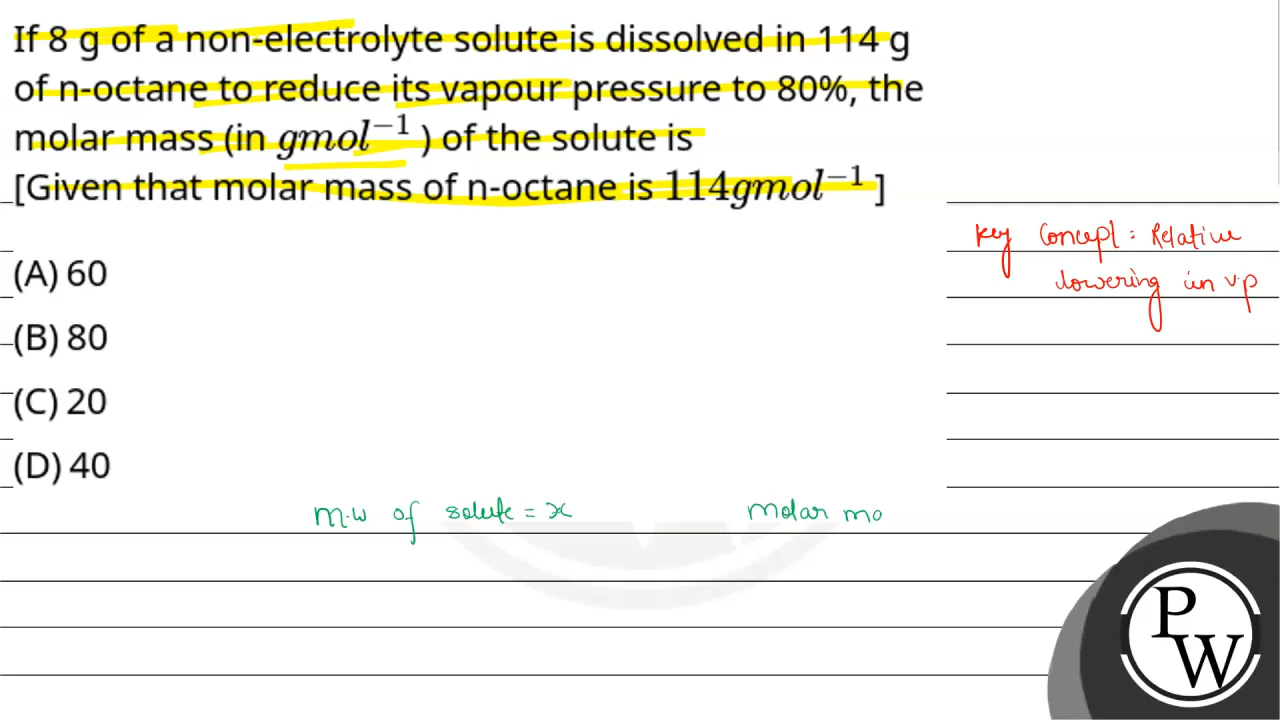 If 8 g of a non-electrolyte solute is dissolved in 114 g
of n-octane to reduce its vapour pressure to 80%, the
molar mass (in gmol⁻¹ ) of the solute is
[Given that molar mass of n-octane is 114gmol⁻¹ ]
(A) 60
(B) 80
(C) 20
(D) 40
Key Concept : Relative
lowering in v.p
M.w of solute = x
molar mo
P
W